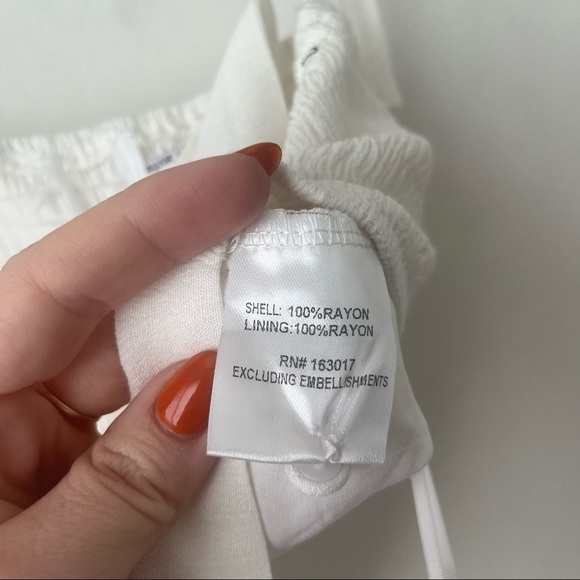 SHELL: 100%RAYON
LINING:100%RAYON
RN# 163017
EXCLUDING EMBELLISHMENTS